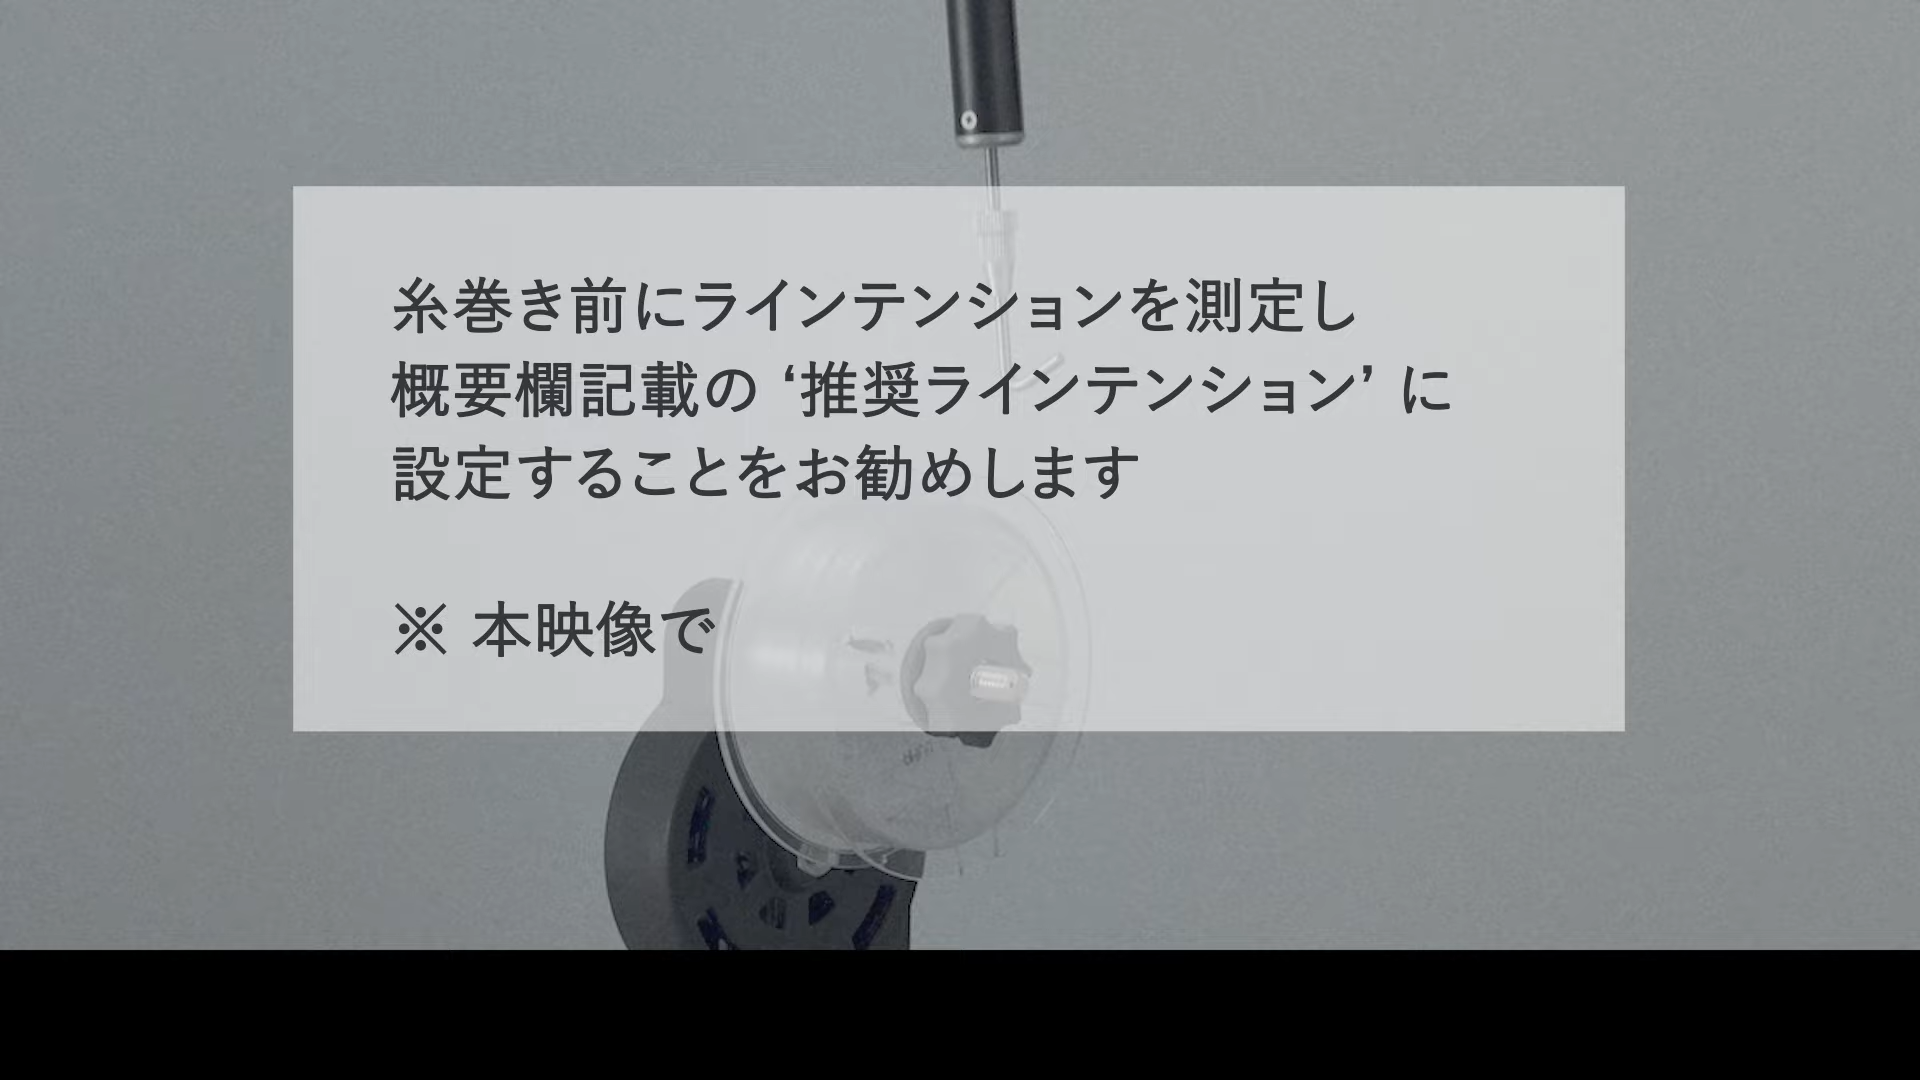 糸巻き前にラインテンションを測定し
概要欄記載の ‘推奨ラインテンション’ に
設定することをお勧めします
※ 本映像で